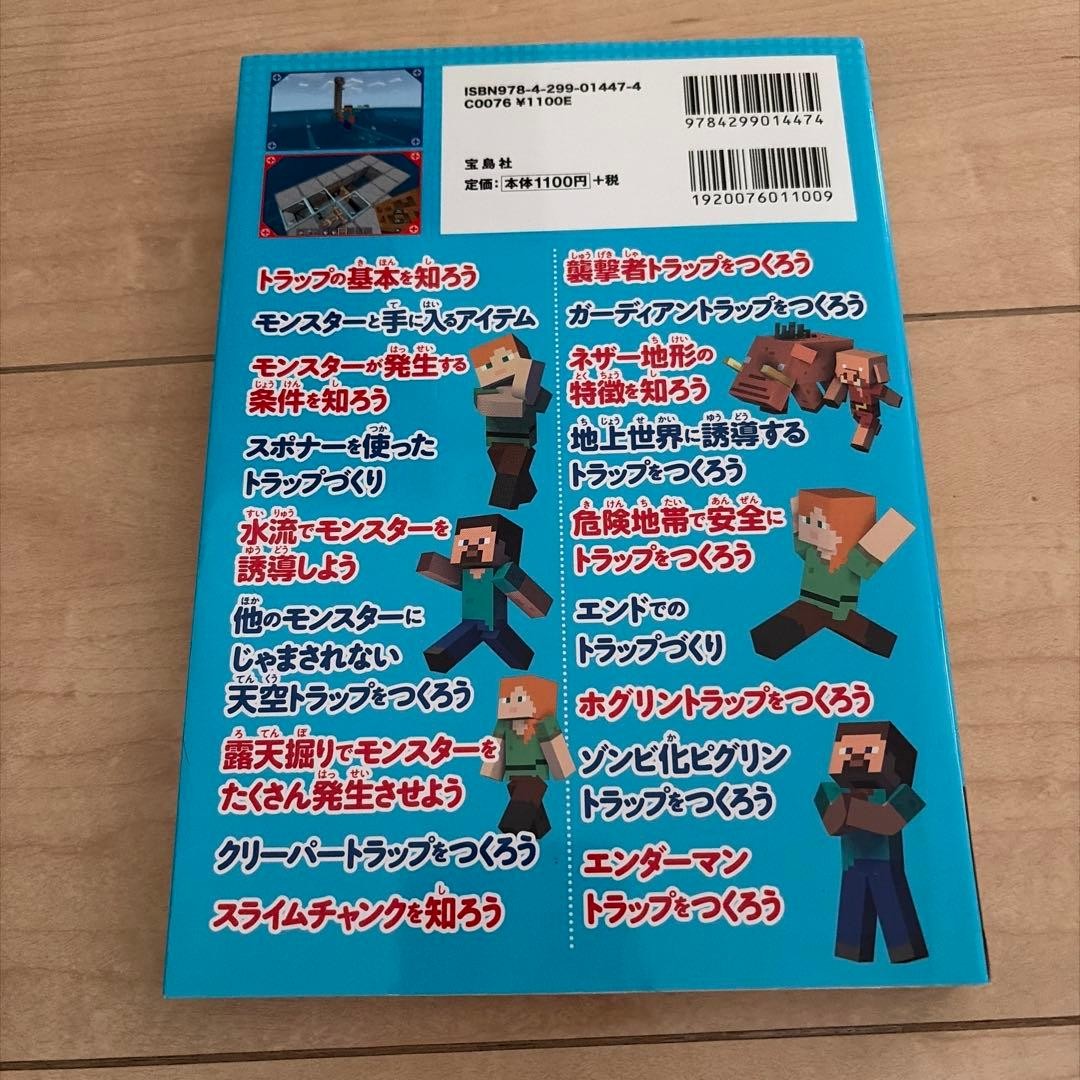 ISBN978-4-299-01447-4
C0076 ¥1100E
9784299014474
宝島社
定価：本体1100円＋税
1920076011009
トラップの基本を知ろう
モンスターと手に入るアイテム
モンスターが発生する
条件を知ろう
スポナーを使った
トラップづくり
水流でモンスターを
誘導しよう
他のモンスターに
じゃまされない
天空トラップをつくろう
露天掘りでモンスターを
たくさん発生させよう
クリーパートラップをつくろう
スライムチャンクを知ろう
襲撃者トラップをつくろう
ガーディアントラップをつくろう
ネザー地形の
特徴を知ろう
地上世界に誘導する
トラップをつくろう
危険地帯で安全に
トラップをつくろう
エンドでの
トラップづくり
ホグリントラップをつくろう
ゾンビ化ピグリン
トラップをつくろう
エンダーマン
トラップをつくろう